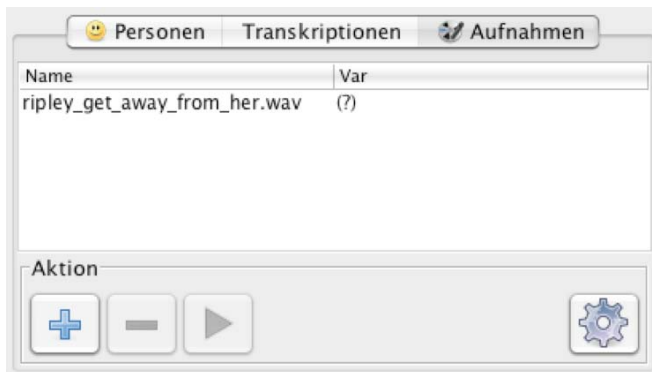 Personen Transkriptionen Aufnahmen
Name Var
ripley_get_away_from_her.wav (?)
Aktion